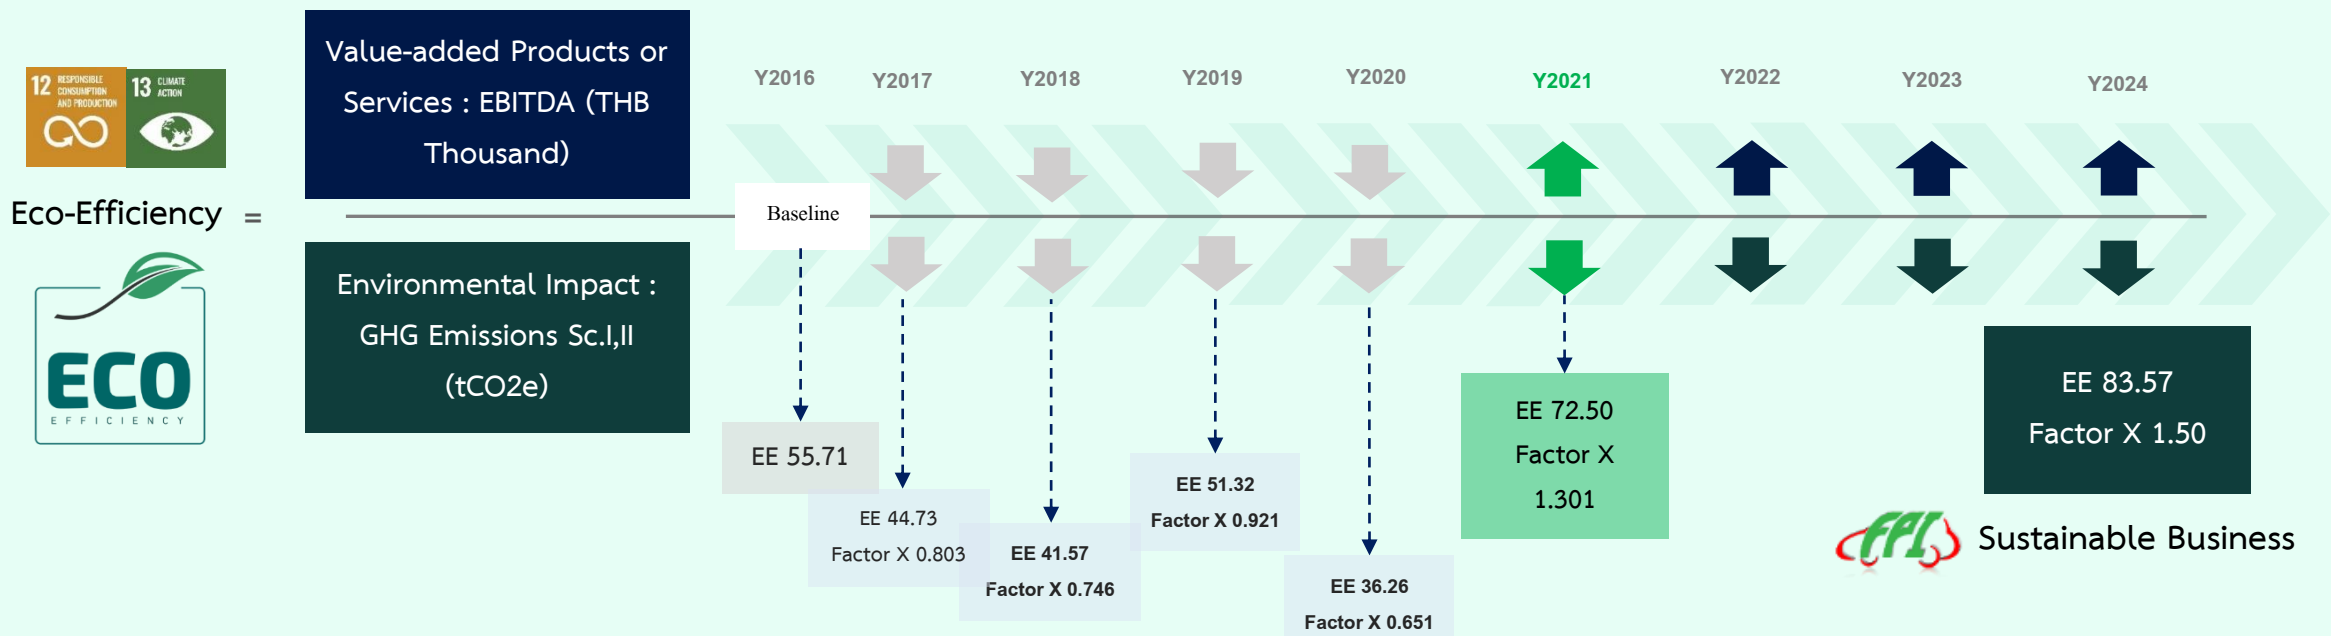 12 RESPONSIBLE
CONSUMPTION
AND PRODUCTION
13 CLIMATE
ACTION
Eco-Efficiency =
ECO
EFFICIENCY
Value-added Products or
Services : EBITDA (THB
Thousand)
Environmental Impact :
GHG Emissions Sc.I,II
(tCO2e)
Y2016
Y2017
Y2018
Y2019
Y2020
Y2021
Y2022
Y2023
Y2024
Baseline
EE 55.71
EE 44.73
Factor X 0.803
EE 41.57
Factor X 0.746
EE 51.32
Factor X 0.921
EE 36.26
Factor X 0.651
EE 72.50
Factor X
1.301
EE 83.57
Factor X 1.50
FPI
Sustainable Business